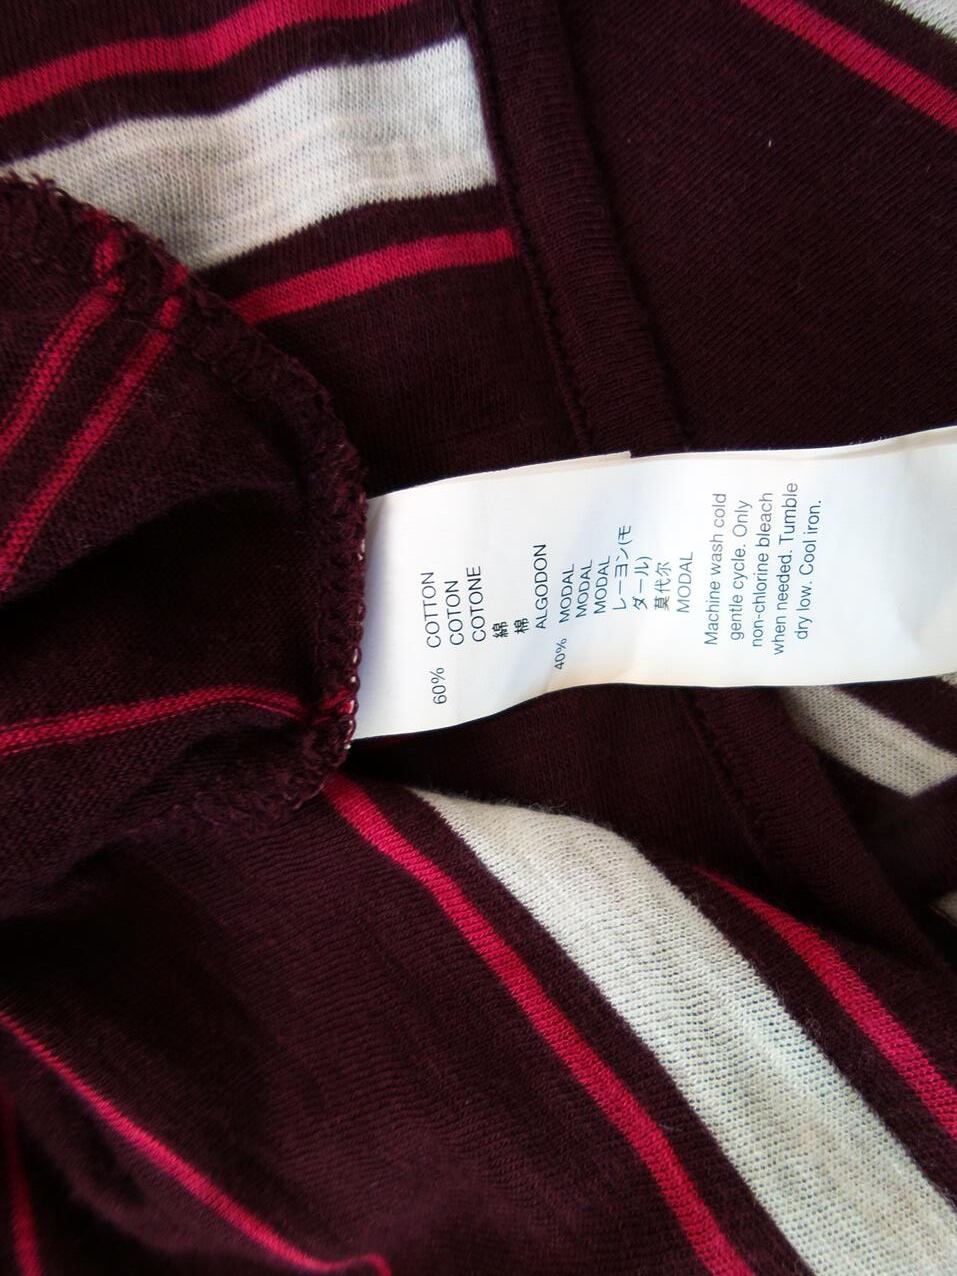 60% COTTON
COTON
COTONE
綿
棉
ALGODON
40% MODAL
MODAL
MODAL
レーヨン(モ
ダール)
莫代尔
MODAL
Machine wash cold
gentle cycle. Only
non-chlorine bleach
when needed. Tumble
dry low. Cool iron.